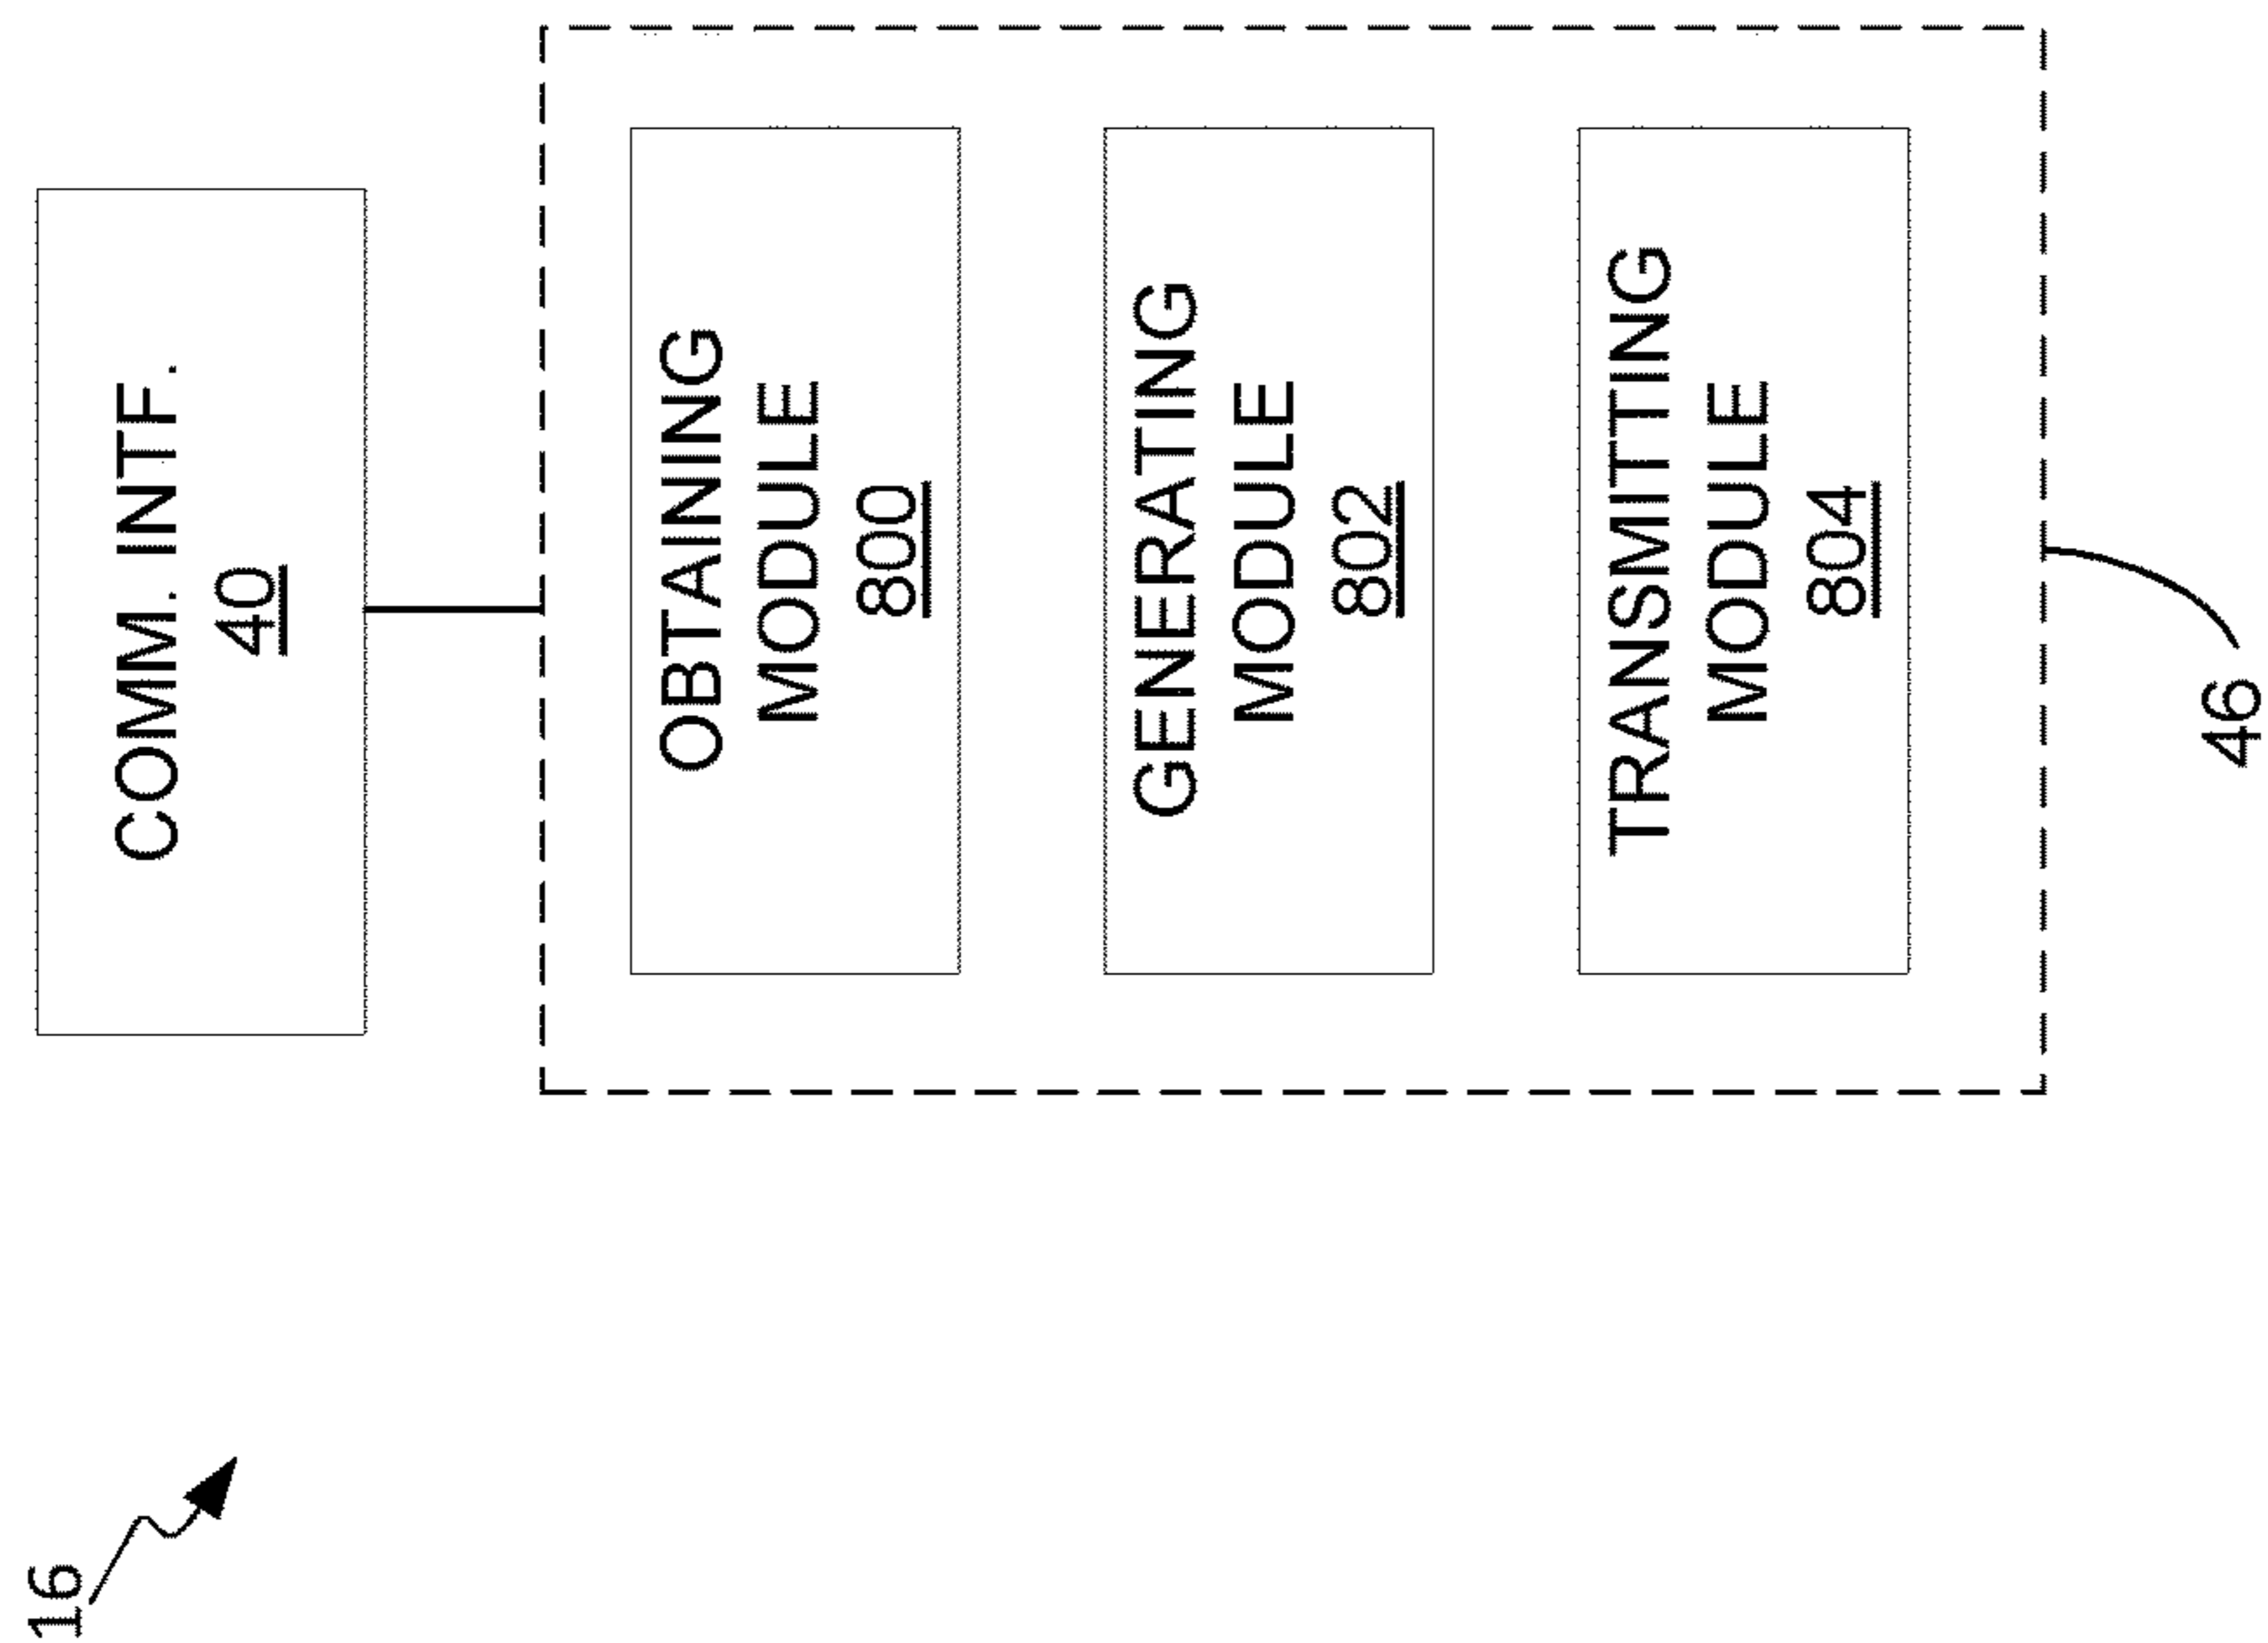 16
COMM. INTF.
40
OBTAINING
MODULE
800
GENERATING
MODULE
802
TRANSMITTING
MODULE
804
46